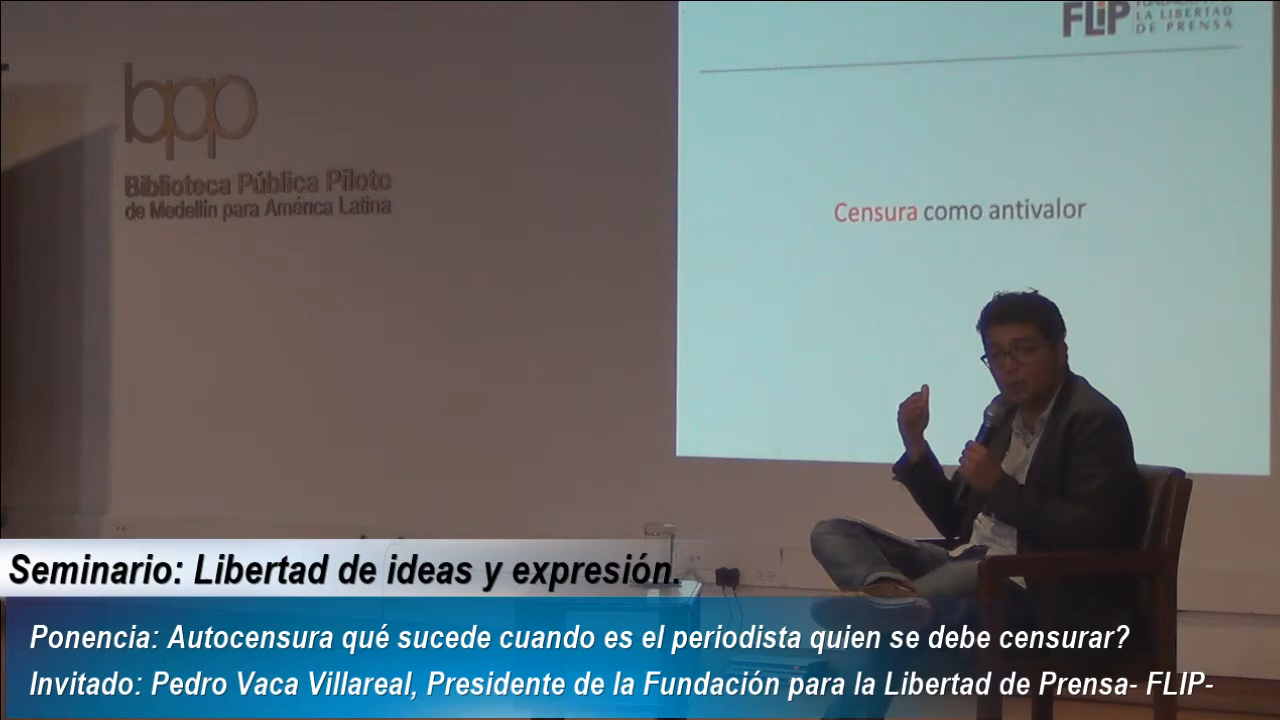 bpp
Biblioteca Pública Piloto
de Medellín para América Latina
FLiP
LA LIBERTAD
DE PRENSA
Censura como antivalor
Seminario: Libertad de ideas y expresión.
Ponencia: Autocensura qué sucede cuando es el periodista quien se debe censurar?
Invitado: Pedro Vaca Villareal, Presidente de la Fundación para la Libertad de Prensa- FLIP-